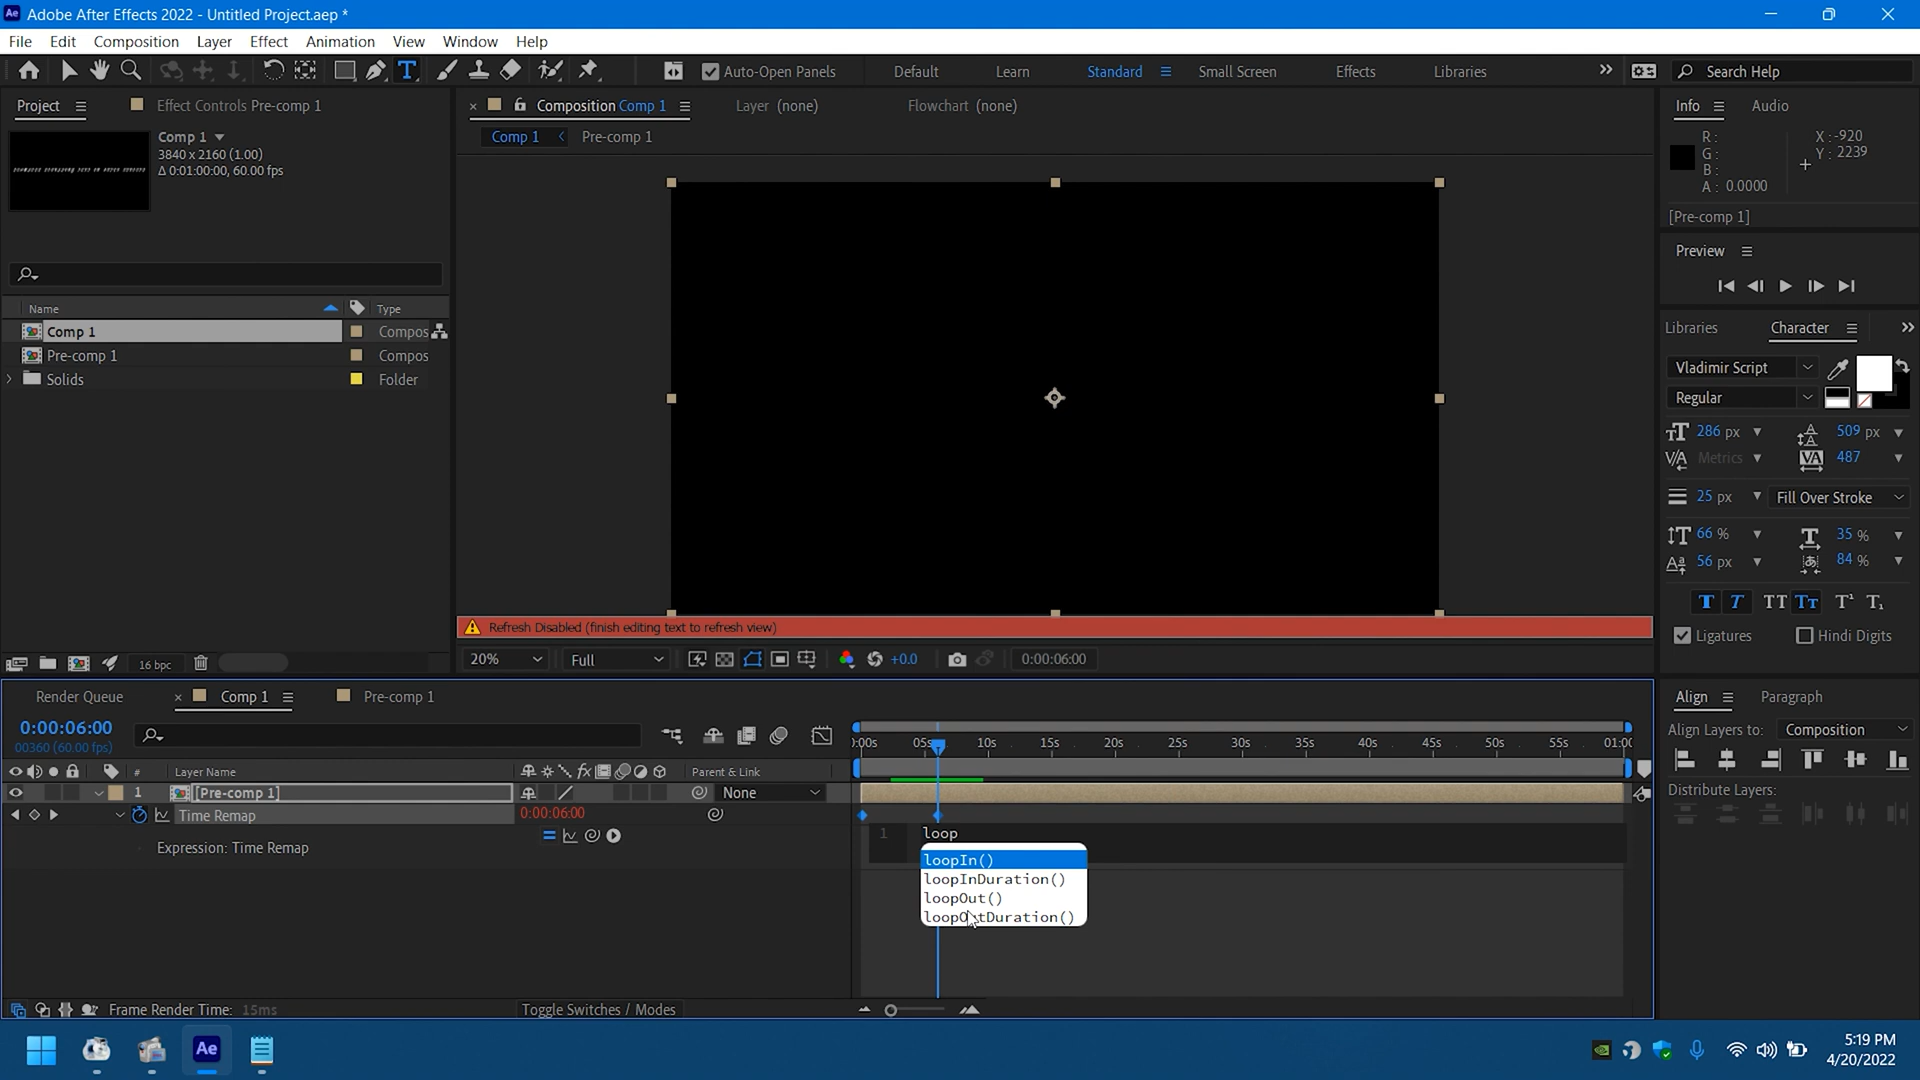 Ae Adobe After Effects 2022 - Untitled Project.aep *
File Edit Composition Layer Effect Animation View Window Help
T Auto-Open Panels Default Learn Standard Small Screen Effects Libraries Search Help
Project Effect Controls Pre-comp 1
Comp 1
3840 x 2160 (1.00)
Δ 0:01:00:00, 60.00 fps
Name Type
Comp 1 Compos
Pre-comp 1 Compos
Solids Folder
16 bpc
Composition Comp 1 Layer (none) Flowchart (none)
Comp 1 Pre-comp 1
Refresh Disabled (finish editing text to refresh view)
20% Full +0.0 0:00:06:00
Info Audio
R : X : -920
G : Y : 2239
B :
A : 0.0000
[Pre-comp 1]
Preview
Libraries Character
Vladimir Script
Regular
286 px 509 px
Metrics 487
25 px Fill Over Stroke
66 % 35 %
56 px 84 %
T T TT Tт T¹ T₁
Ligatures Hindi Digits
Align Paragraph
Align Layers to: Composition
Distribute Layers:
Render Queue Comp 1 Pre-comp 1
0:00:06:00
00360 (60.00 fps)
:00s 05s 10s 15s 20s 25s 30s 35s 40s 45s 50s 55s 01:0
# Layer Name fx Parent & Link
1 [Pre-comp 1] None
Time Remap 0:00:06:00
Expression: Time Remap
1 loop
loopIn()
loopInDuration()
loopOut()
loopOutDuration()
Frame Render Time: 15ms Toggle Switches / Modes
Ae
5:19 PM
4/20/2022